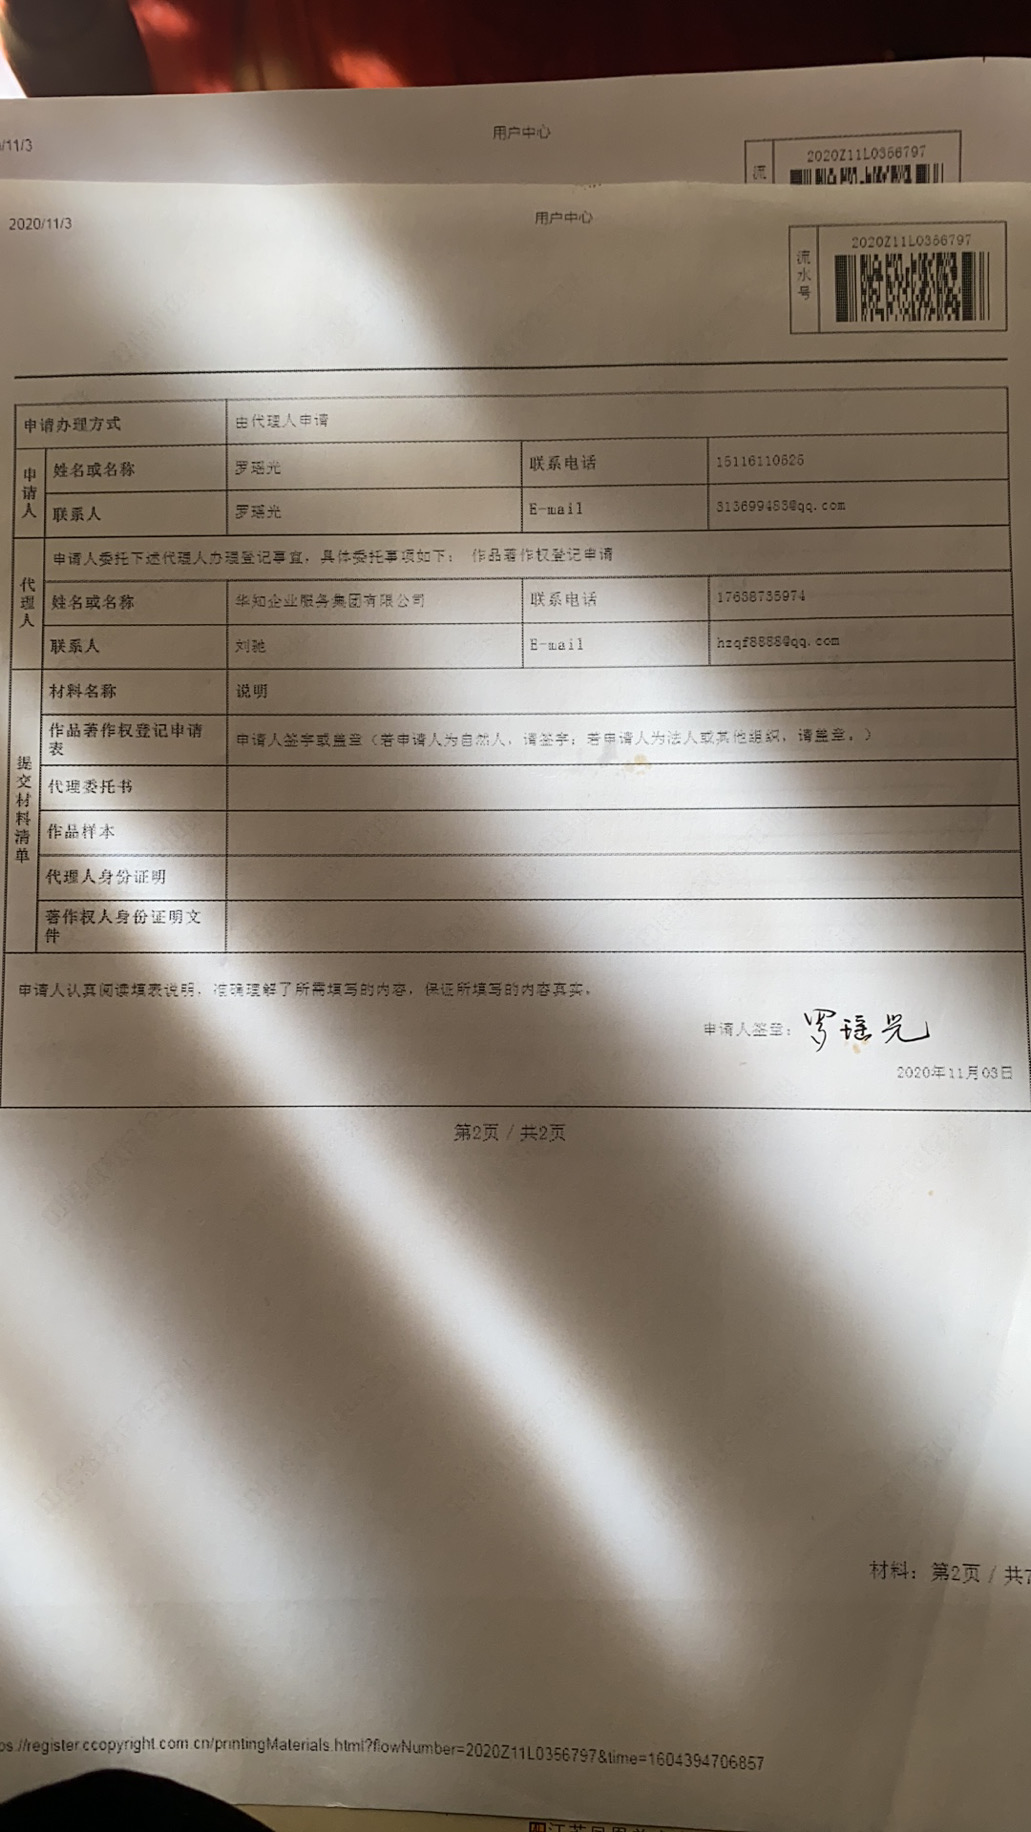 /11/3
用户中心
2020Z11L0356797
流
2020/11/3
用户中心
2020Z11L0356797
流水号
申请办理方式 由代理人申请
申请人
姓名或名称 罗瑶光 联系电话 15116110525
联系人 罗瑶光 E-mail 313699483@qq.com
代理人
申请人委托下述代理人办理登记事宜，具体委托事项如下： 作品著作权登记申请
姓名或名称 华知企业服务集团有限公司 联系电话 17638735974
联系人 刘驰 E-mail hzqf8888@qq.com
提交材料清单
材料名称 说明
作品著作权登记申请
表
申请人签字或盖章（若申请人为自然人，请签字；若申请人为法人或其他组织，请盖章。）
代理委托书
作品样本
代理人身份证明
著作权人身份证明文
件
申请人认真阅读填表说明，准确理解了所需填写的内容，保证所填写的内容真实。
申请人签章：罗瑶光
2020年11月03日
第2页 / 共2页
材料：第2页 / 共7
ps://register.ccopyright.com.cn/printingMaterials.html?flowNumber=2020Z11L0356797&time=1604394706857